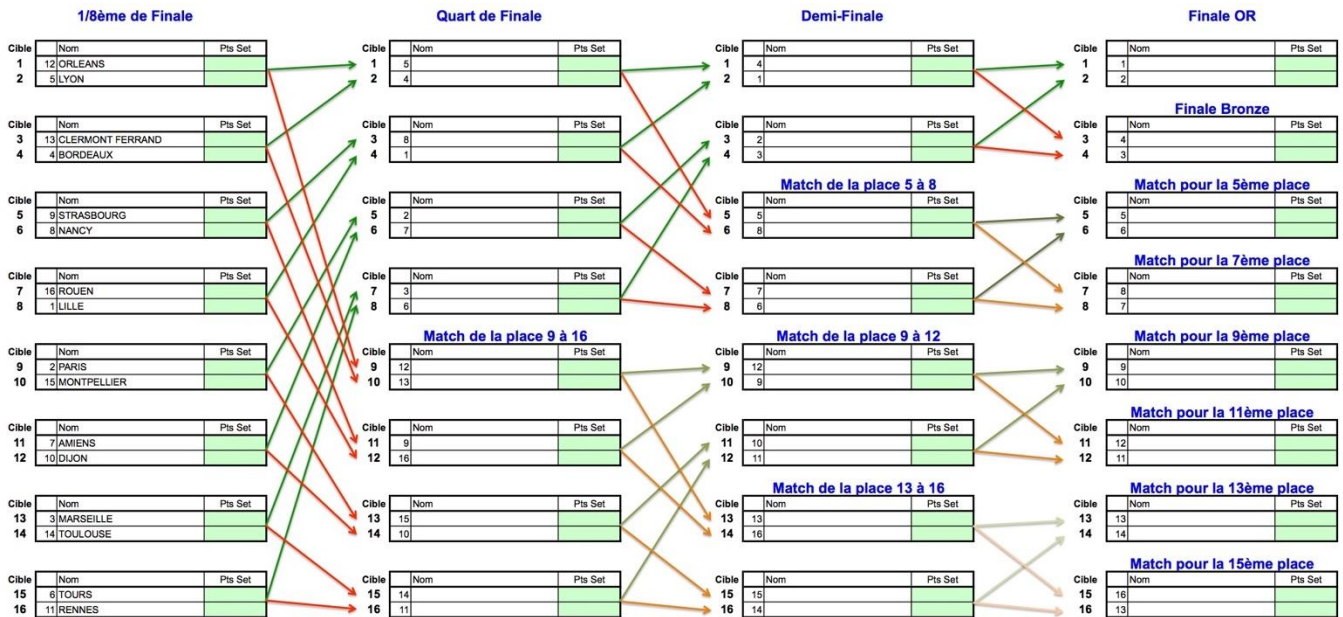 1/8ème de Finale
Cible Nom Pts Set
1 12 ORLEANS
2 5 LYON
Cible Nom Pts Set
3 13 CLERMONT FERRAND
4 4 BORDEAUX
Cible Nom Pts Set
5 9 STRASBOURG
6 8 NANCY
Cible Nom Pts Set
7 16 ROUEN
8 1 LILLE
Cible Nom Pts Set
9 2 PARIS
10 15 MONTPELLIER
Cible Nom Pts Set
11 7 AMIENS
12 10 DIJON
Cible Nom Pts Set
13 3 MARSEILLE
14 14 TOULOUSE
Cible Nom Pts Set
15 6 TOURS
16 11 RENNES
Quart de Finale
Cible Nom Pts Set
1 5
2 4
Cible Nom Pts Set
3 8
4 1
Cible Nom Pts Set
5 2
6 7
Cible Nom Pts Set
7 3
8 6
Match de la place 9 à 16
Cible Nom Pts Set
9 12
10 13
Cible Nom Pts Set
11 9
12 16
Cible Nom Pts Set
13 15
14 10
Cible Nom Pts Set
15 14
16 11
Demi-Finale
Cible Nom Pts Set
1 4
2 1
Cible Nom Pts Set
3 2
4 3
Match de la place 5 à 8
Cible Nom Pts Set
5 5
6 8
Cible Nom Pts Set
7 7
8 6
Match de la place 9 à 12
Cible Nom Pts Set
9 12
10 9
Cible Nom Pts Set
11 10
12 11
Match de la place 13 à 16
Cible Nom Pts Set
13 13
14 16
Cible Nom Pts Set
15 15
16 14
Finale OR
Cible Nom Pts Set
1 1
2 2
Finale Bronze
Cible Nom Pts Set
3 4
4 3
Match pour la 5ème place
Cible Nom Pts Set
5 5
6 6
Match pour la 7ème place
Cible Nom Pts Set
7 8
8 7
Match pour la 9ème place
Cible Nom Pts Set
9 9
10 10
Match pour la 11ème place
Cible Nom Pts Set
11 12
12 11
Match pour la 13ème place
Cible Nom Pts Set
13 13
14 14
Match pour la 15ème place
Cible Nom Pts Set
15 16
16 13